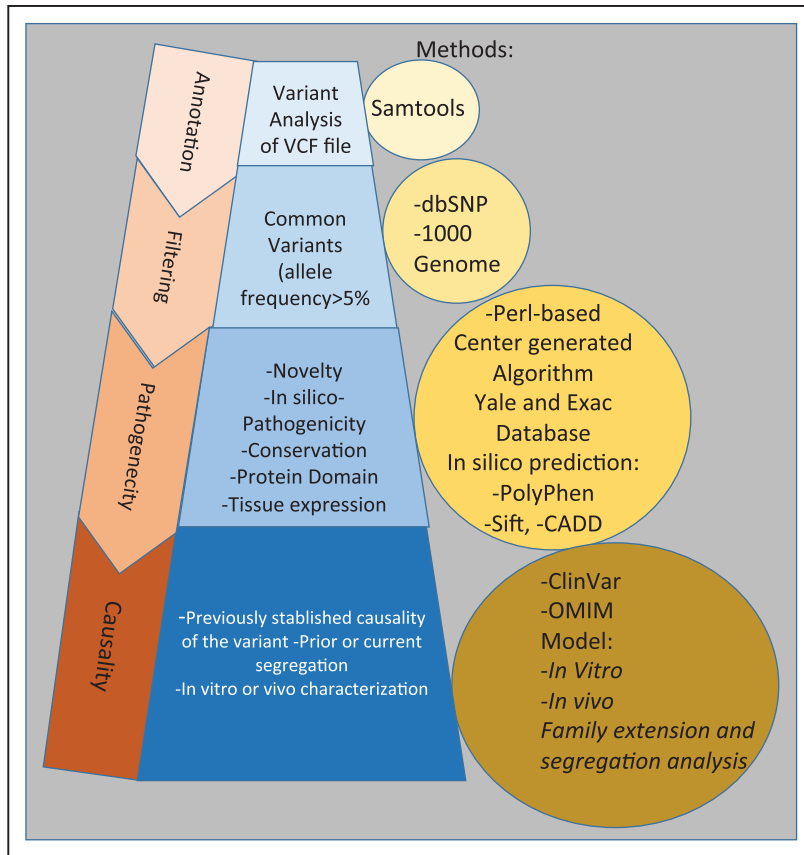 Methods:
Annotation
Variant
Analysis
of VCF file
Samtools
Filtering
Common
Variants
(allele
frequency>5%
-dbSNP
-1000
Genome
Pathogenecity
-Novelty
-In silico-
Pathogenicity
-Conservation
-Protein Domain
-Tissue expression
-Perl-based
Center generated
Algorithm
Yale and Exac
Database
In silico prediction:
-PolyPhen
-Sift, -CADD
Causality
-Previously stablished causality
of the variant -Prior or current
segregation
-In vitro or vivo characterization
-ClinVar
-OMIM
Model:
-In Vitro
-In vivo
Family extension and
segregation analysis